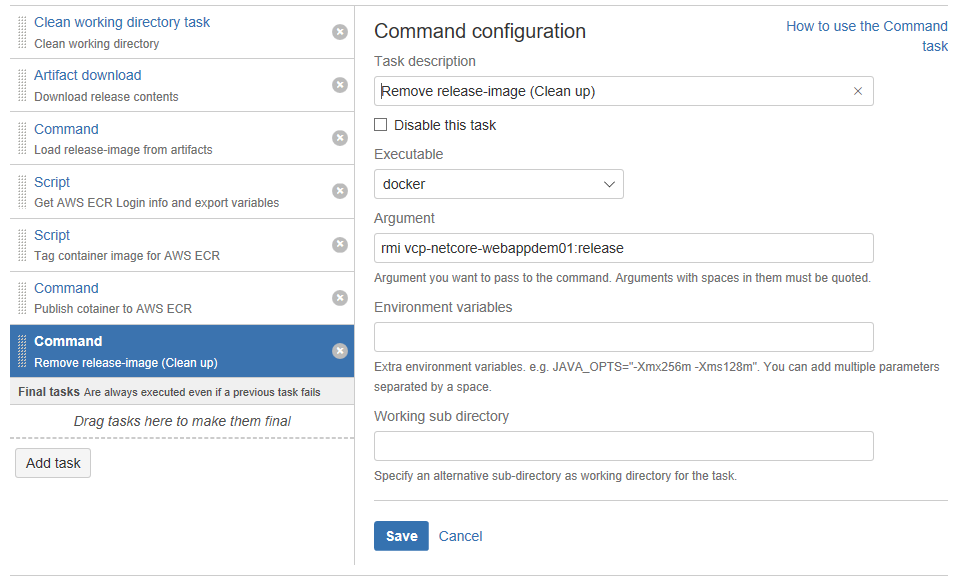 Clean working directory task
Clean working directory
Artifact download
Download release contents
Command
Load release-image from artifacts
Script
Get AWS ECR Login info and export variables
Script
Tag container image for AWS ECR
Command
Publish cotainer to AWS ECR
Command
Remove release-image (Clean up)
Final tasks Are always executed even if a previous task fails
Drag tasks here to make them final
Add task
Command configuration
How to use the Command
task
Task description
Remove release-image (Clean up)
Disable this task
Executable
docker
Argument
rmi vcp-netcore-webappdem01:release
Argument you want to pass to the command. Arguments with spaces in them must be quoted.
Environment variables
Extra environment variables. e.g. JAVA_OPTS="-Xmx256m -Xms128m". You can add multiple parameters
separated by a space.
Working sub directory
Specify an alternative sub-directory as working directory for the task.
Save Cancel